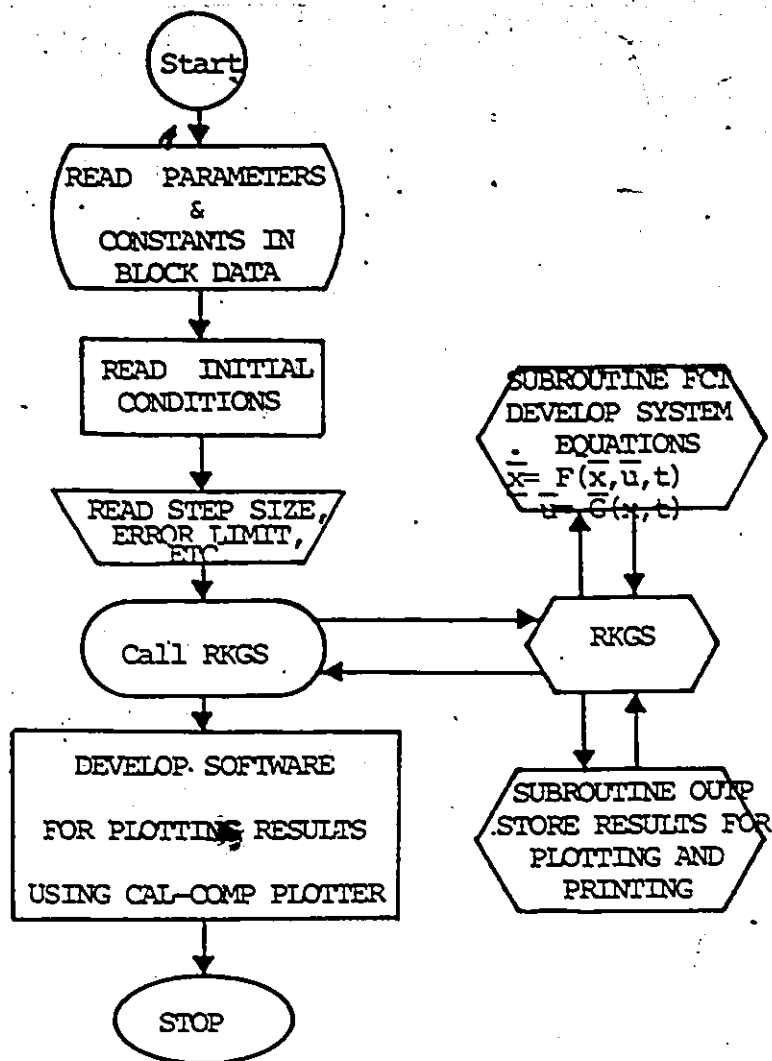 Start
READ PARAMETERS
&
CONSTANTS IN
BLOCK DATA
READ INITIAL
CONDITIONS
READ STEP SIZE,
ERROR LIMIT,
ETC
Call RKGS
DEVELOP SOFTWARE
FOR PLOTTING RESULTS
USING CAL-COMP PLOTTER
STOP
SUBROUTINE FCT
DEVELOP SYSTEM
EQUATIONS
ẋ̄= F(x̄,ū,t)
ū= Ḡ(x,t)
RKGS
SUBROUTINE OUTP
STORE RESULTS FOR
PLOTTING AND
PRINTING